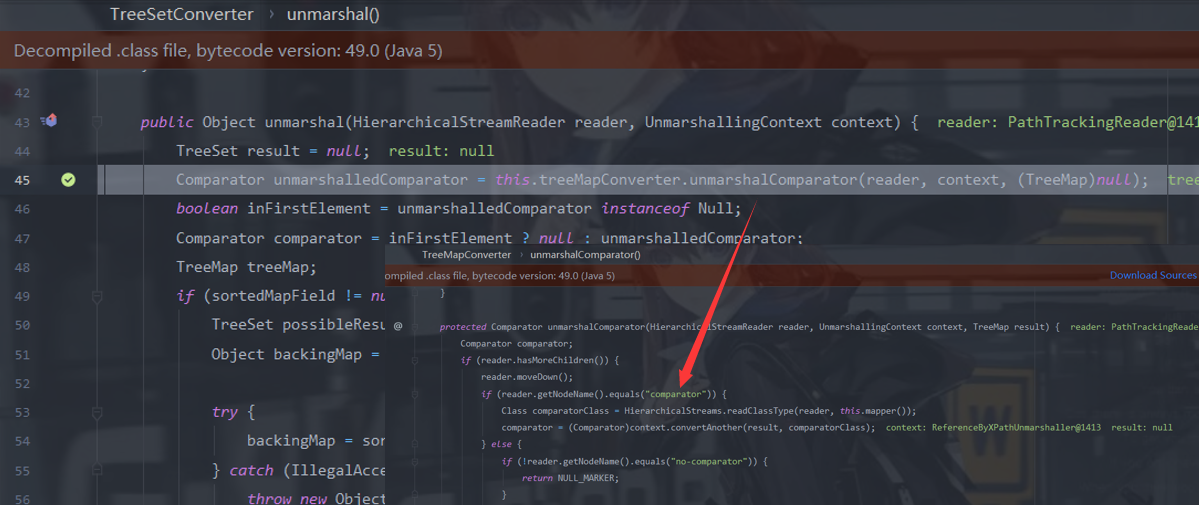 TreeSetConverter › unmarshal()
Decompiled .class file, bytecode version: 49.0 (Java 5)
42
43 public Object unmarshal(HierarchicalStreamReader reader, UnmarshallingContext context) { reader: PathTrackingReader@141
44 TreeSet result = null; result: null
45 Comparator unmarshalledComparator = this.treeMapConverter.unmarshalComparator(reader, context, (TreeMap)null); tree
46 boolean inFirstElement = unmarshalledComparator instanceof Null;
47 Comparator comparator = inFirstElement ? null : unmarshalledComparator;
48 TreeMap treeMap;
49 if (sortedMapField != nu
50 TreeSet possibleResu
51 Object backingMap =
52
53 try {
54 backingMap = sor
55 } catch (IllegalAcce
56 throw new Object
TreeMapConverter › unmarshalComparator()
ompiled .class file, bytecode version: 49.0 (Java 5) Download Sources
}
@ protected Comparator unmarshalComparator(HierarchicalStreamReader reader, UnmarshallingContext context, TreeMap result) { reader: PathTrackingReade
Comparator comparator;
if (reader.hasMoreChildren()) {
reader.moveDown();
if (reader.getNodeName().equals("comparator")) {
Class comparatorClass = HierarchicalStreams.readClassType(reader, this.mapper());
comparator = (Comparator)context.convertAnother(result, comparatorClass); context: ReferenceByXPathUnmarshaller@1413 result: null
} else {
if (!reader.getNodeName().equals("no-comparator")) {
return NULL_MARKER;
}